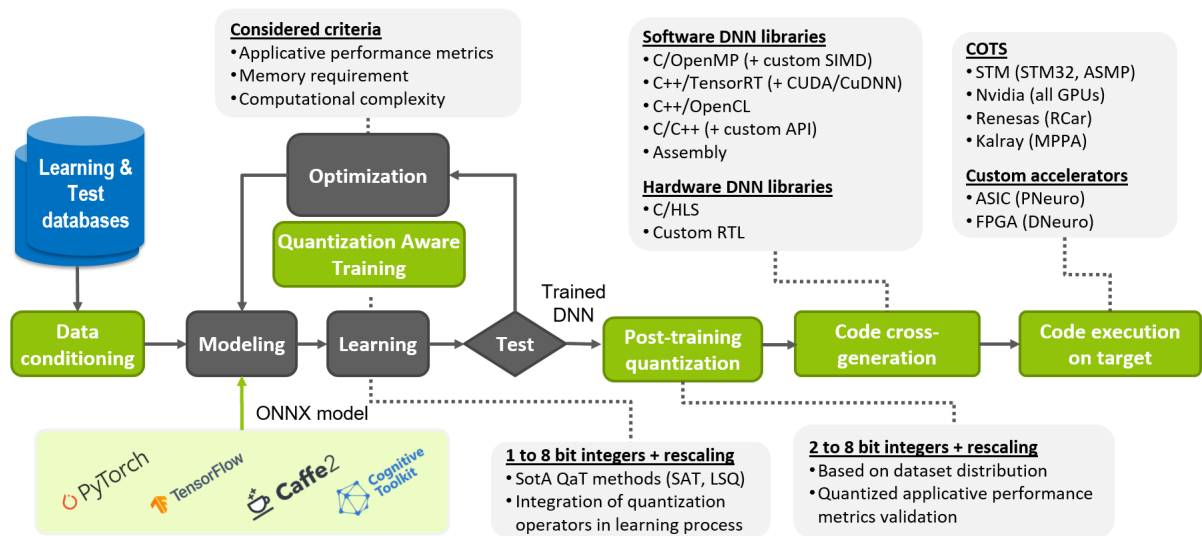 Considered criteria
• Applicative performance metrics
• Memory requirement
• Computational complexity
Software DNN libraries
• C/OpenMP (+ custom SIMD)
• C++/TensorRT (+ CUDA/CuDNN)
• C++/OpenCL
• C/C++ (+ custom API)
• Assembly
Hardware DNN libraries
• C/HLS
• Custom RTL
COTS
• STM (STM32, ASMP)
• Nvidia (all GPUs)
• Renesas (RCar)
• Kalray (MPPA)
Custom accelerators
• ASIC (PNeuro)
• FPGA (DNeuro)
Learning &
Test
databases
Optimization
Quantization Aware
Training
Data
conditioning
Modeling
Learning
Test
Trained
DNN
Post-training
quantization
Code cross-
generation
Code execution
on target
ONNX model
PyTorch
TensorFlow
Caffe2
Cognitive
Toolkit
1 to 8 bit integers + rescaling
• SotA QaT methods (SAT, LSQ)
• Integration of quantization
operators in learning process
2 to 8 bit integers + rescaling
• Based on dataset distribution
• Quantized applicative performance
metrics validation